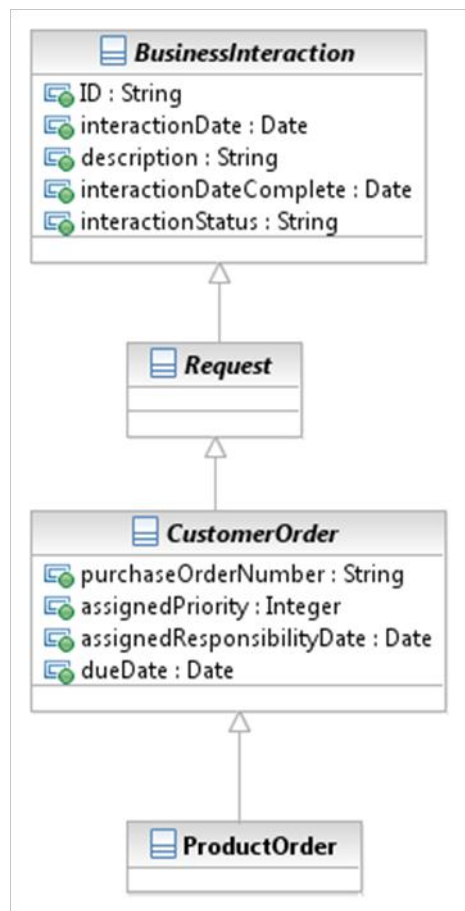 BusinessInteraction
ID : String
interactionDate : Date
description : String
interactionDateComplete : Date
interactionStatus : String
Request
CustomerOrder
purchaseOrderNumber : String
assignedPriority : Integer
assignedResponsibilityDate : Date
dueDate : Date
ProductOrder